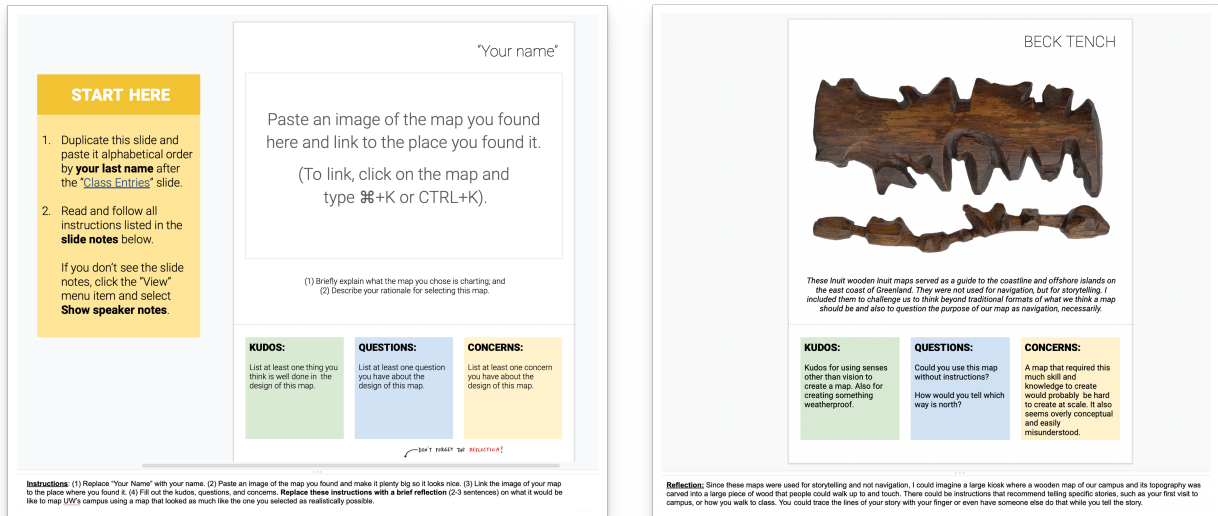 START HERE
1. Duplicate this slide and
paste it alphabetical order
by your last name after
the "Class Entries" slide.
2. Read and follow all
instructions listed in the
slide notes below.
If you don't see the slide
notes, click the "View"
menu item and select
Show speaker notes.
"Your name"
Paste an image of the map you found
here and link to the place you found it.
(To link, click on the map and
type ⌘+K or CTRL+K).
(1) Briefly explain what the map you chose is charting; and
(2) Describe your rationale for selecting this map.
KUDOS:
List at least one thing you
think is well done in the
design of this map.
QUESTIONS:
List at least one question
you have about the
design of this map.
CONCERNS:
List at least one concern
you have about the
design of this map.
DON'T FORGET THE REFLECTION!
Instructions: (1) Replace "Your Name" with your name. (2) Paste an image of the map you found and make it plenty big so it looks nice. (3) Link the image of your map
to the place where you found it. (4) Fill out the kudos, questions, and concerns. Replace these instructions with a brief reflection (2-3 sentences) on what it would be
like to map UW's campus using a map that looked as much like the one you selected as realistically possible.
BECK TENCH
These Inuit wooden Inuit maps served as a guide to the coastline and offshore islands on
the east coast of Greenland. They were not used for navigation, but for storytelling. I
included them to challenge us to think beyond traditional formats of what we think a map
should be and also to question the purpose of our map as navigation, necessarily.
KUDOS:
Kudos for using senses
other than vision to
create a map. Also for
creating something
weatherproof.
QUESTIONS:
Could you use this map
without instructions?
How would you tell which
way is north?
CONCERNS:
A map that required this
much skill and
knowledge to create
would probably be hard
to create at scale. It also
seems overly conceptual
and easily
misunderstood.
Reflection: Since these maps were used for storytelling and not navigation, I could imagine a large kiosk where a wooden map of our campus and its topography was
carved into a large piece of wood that people could walk up to and touch. There could be instructions that recommend telling specific stories, such as your first visit to
campus, or how you walk to class. You could trace the lines of your story with your finger or even have someone else do that while you tell the story.